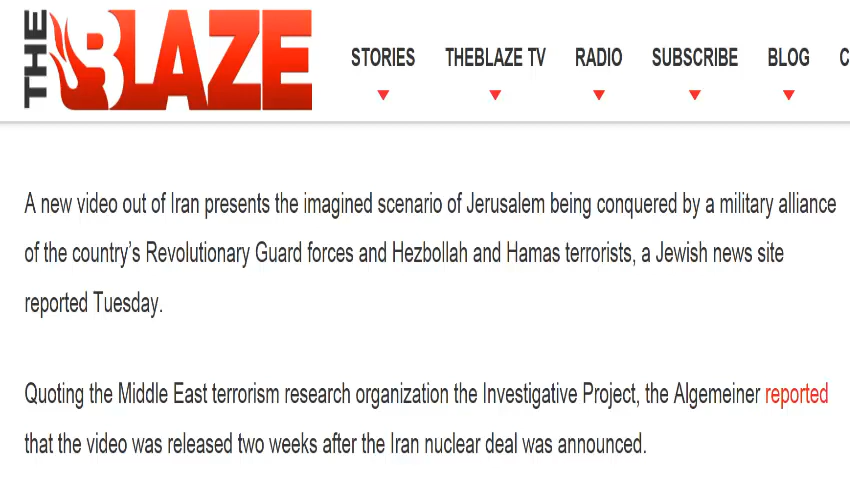 THE BLAZE
STORIES THEBLAZE TV RADIO SUBSCRIBE BLOG C
A new video out of Iran presents the imagined scenario of Jerusalem being conquered by a military alliance
of the country’s Revolutionary Guard forces and Hezbollah and Hamas terrorists, a Jewish news site
reported Tuesday.
Quoting the Middle East terrorism research organization the Investigative Project, the Algemeiner reported
that the video was released two weeks after the Iran nuclear deal was announced.